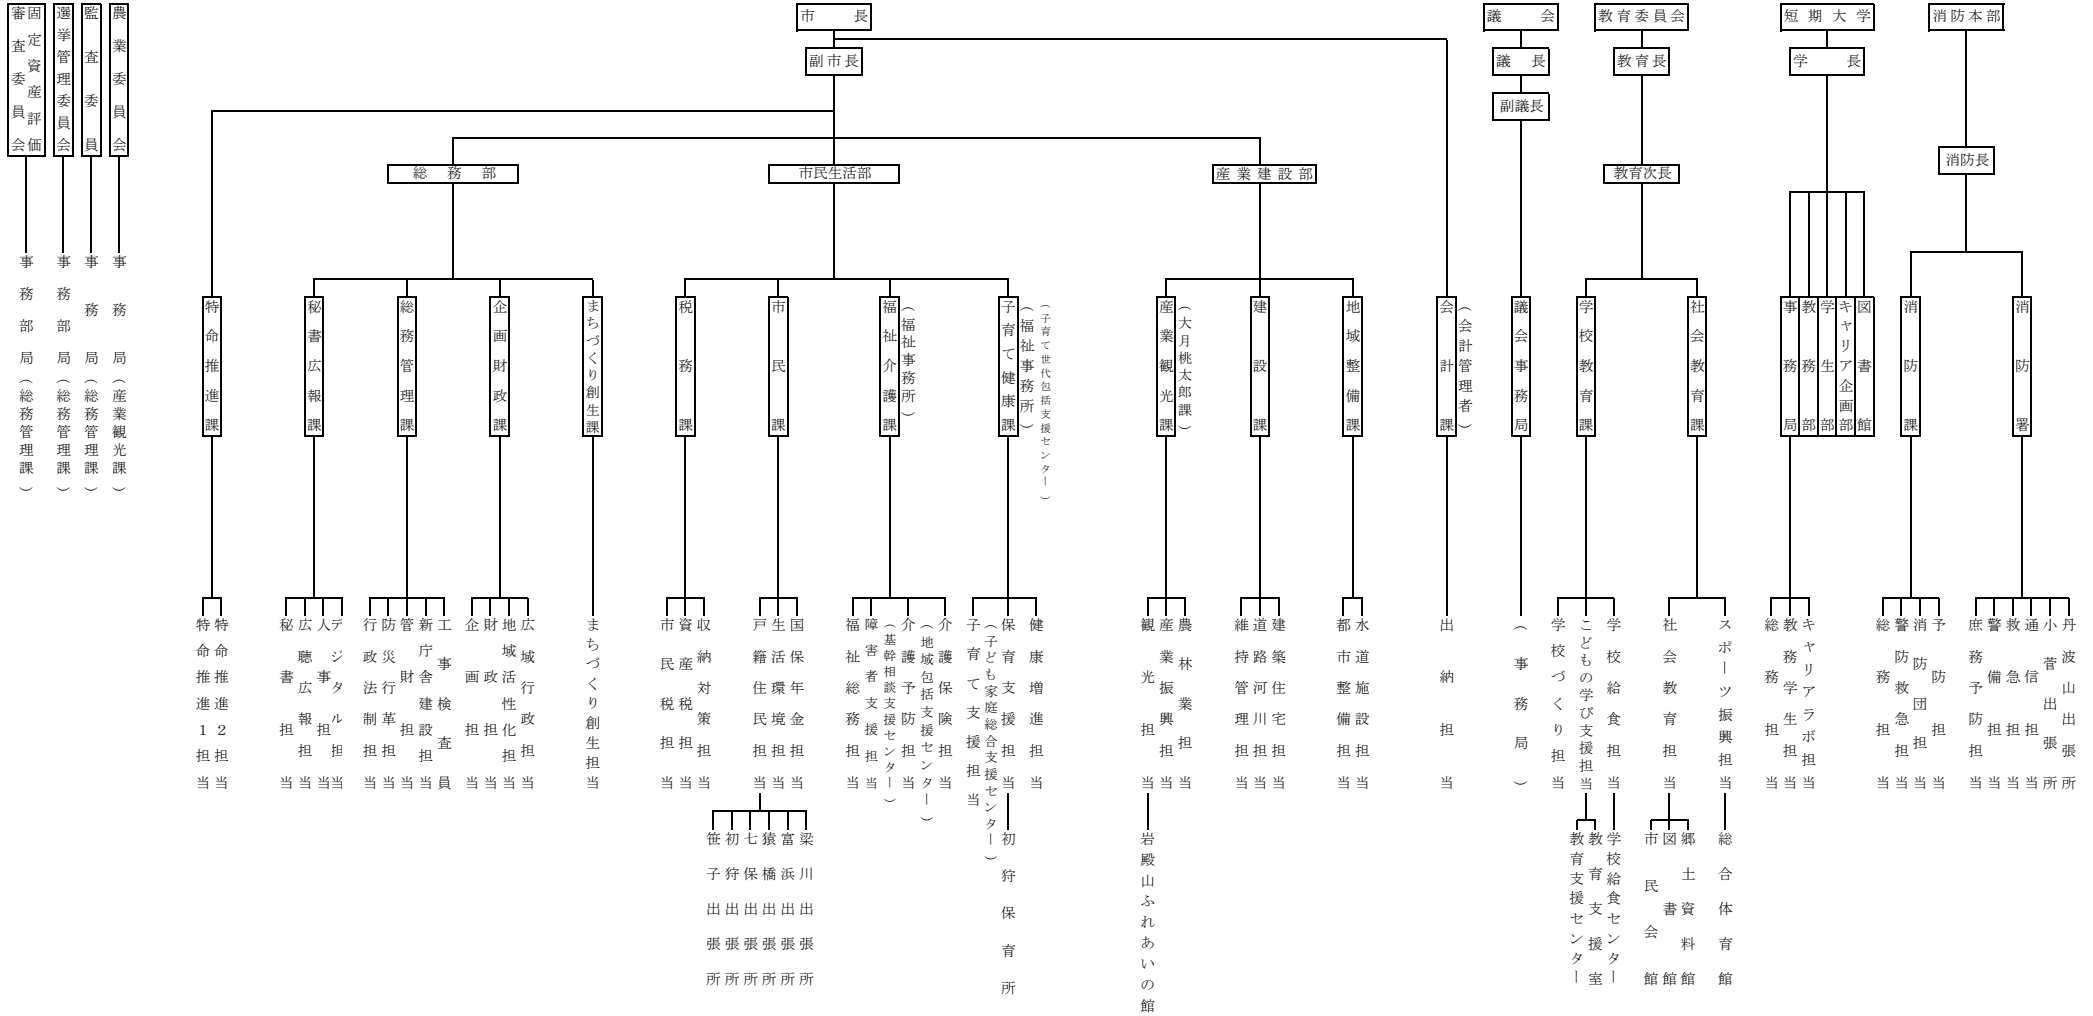 固定資産評価
審査委員会
選挙管理委員会
監査委員
農業委員会
市長
議会
教育委員会
短期大学
消防本部
副市長
議長
教育長
学長
副議長
消防長
総務部
市民生活部
産業建設部
教育次長
事務部局(総務管理課)
事務部局(総務管理課)
事務局(総務管理課)
事務局(産業観光課)
特命推進課
秘書広報課
総務管理課
企画財政課
まちづくり創生課
税務課
市民課
福祉介護課
(福祉事務所)
子育て健康課
(福祉事務所)
(子育て世代包括支援センター)
産業観光課
(大月桃太郎課)
建設課
地域整備課
会計課
(会計管理者)
議会事務局
学校教育課
社会教育課
事務局
教務部
学生部
キャリア企画部
図書館
消防課
消防署
特命推進1担当
特命推進2担当
秘書担当
広聴広報担当
人事担当
デジタル担当
行政法制担当
防災行革担当
管財担当
新庁舎建設担当
工事検査員
企画担当
財政担当
地域活性化担当
広域行政担当
まちづくり創生担当
市民税担当
資産税担当
収納対策担当
戸籍住民担当
生活環境担当
国保年金担当
福祉総務担当
障害者支援担当
(基幹相談支援センター)
介護予防担当
(地域包括支援センター)
介護保険担当
子育て支援担当
(子ども家庭総合支援センター)
保育支援担当
健康増進担当
観光担当
産業振興担当
農林業担当
維持管理担当
道路河川担当
建築住宅担当
都市整備担当
水道施設担当
出納担当
(事務局)
学校づくり担当
こどもの学び支援担当
学校給食担当
社会教育担当
スポーツ振興担当
総務担当
教務学生担当
キャリアラボ担当
総務担当
警防救急担当
消防団担当
予防担当
庶務予防担当
警備担当
救急担当
通信担当
小菅出張所
丹波山出張所
笹子出張所
初狩出張所
七保出張所
猿橋出張所
富浜出張所
梁川出張所
初狩保育所
岩殿山ふれあいの館
教育支援センター
教育支援室
学校給食センター
市民会館
図書館
郷土資料館
総合体育館